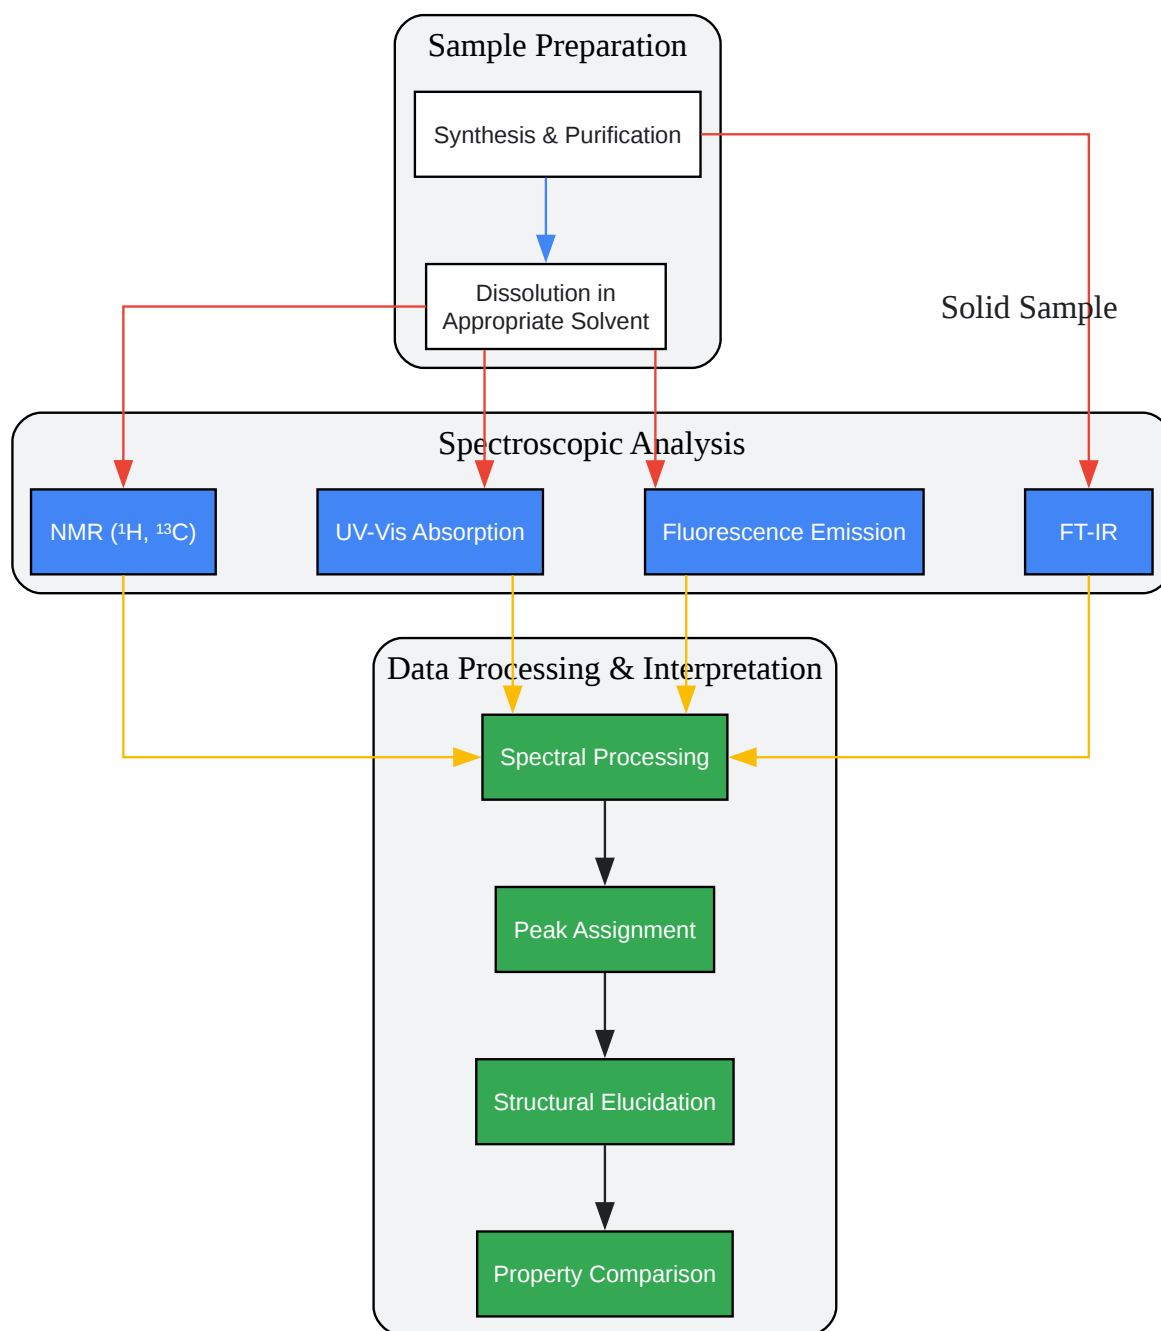 Sample Preparation
Synthesis & Purification
Dissolution in
Appropriate Solvent
Solid Sample
Spectroscopic Analysis
NMR (¹H, ¹³C)
UV-Vis Absorption
Fluorescence Emission
FT-IR
Data Processing & Interpretation
Spectral Processing
Peak Assignment
Structural Elucidation
Property Comparison